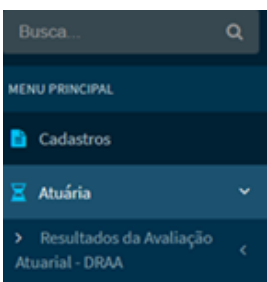 Busca...
MENU PRINCIPAL
Cadastros
Atuária
Resultados da Avaliação
Atuarial - DRAA